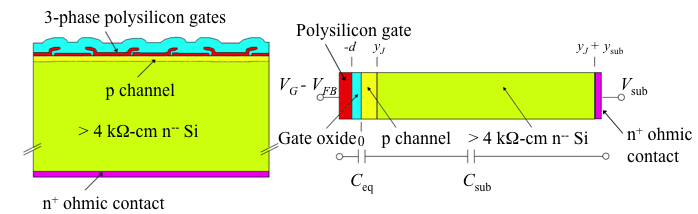 3-phase polysilicon gates
p channel
> 4 kΩ-cm n⁻⁻ Si
n⁺ ohmic contact
Polysilicon gate
-d
y_J
y_J + y_sub
V_G - V_FB
V_sub
Gate oxide
0
p channel
> 4 kΩ-cm n⁻⁻ Si
n⁺ ohmic
contact
C_eq
C_sub